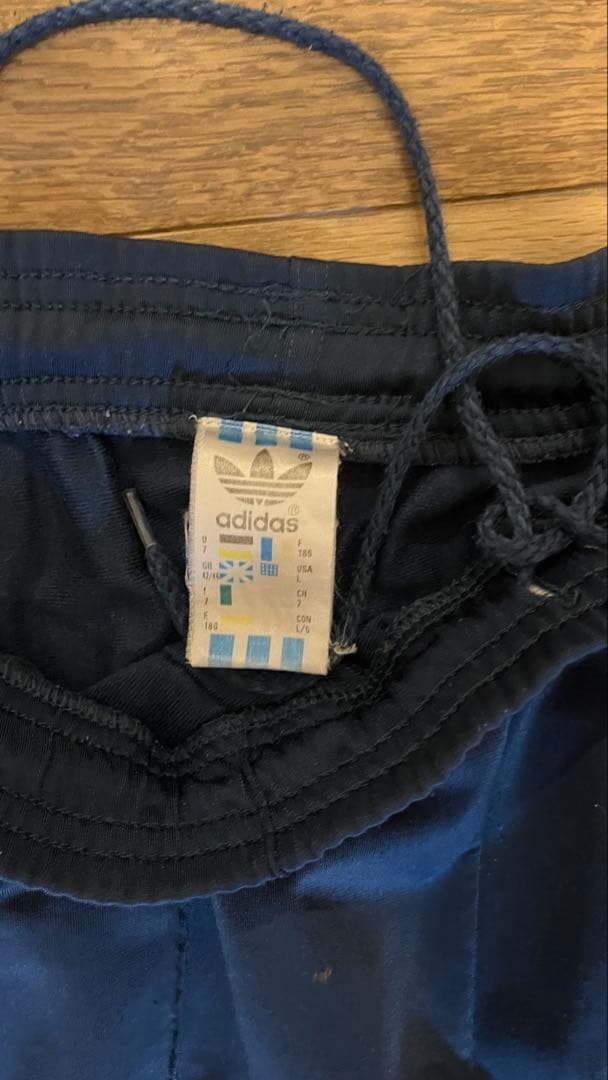 ®
adidas®
D F
7 186
GB USA
42/44 L
I CH
7 7
E CON
186 L/G